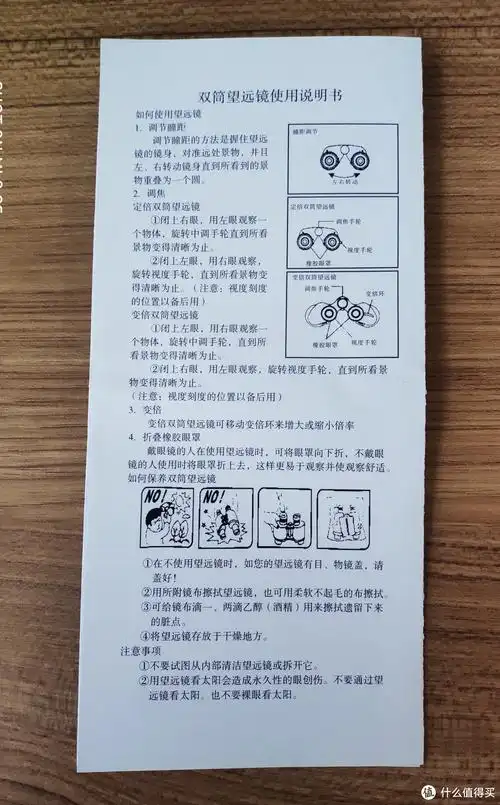 双筒望远镜使用说明书
如何使用望远镜
1. 调节瞳距
调节瞳距的方法是握住望远
镜的镜身，对准远处景物，并目
左、右转动镜身直到所看到的景
物重叠为一个圆。
2. 调焦
定倍双筒望远镜
①闭上右眼，用左眼观察一
个物体，旋转中调手轮直到所看
景物变得清晰为止。
②闭上左眼，用右眼观察，
旋转视度手轮，直到所看景物变
得清晰为止。（注意：视度刻度
的位置以备后用）
变倍双筒望远镜
①闭上左眼，用右眼观察一
个物体，旋转中调手轮，直到所
看景物变得清晰为止。
②闭上右眼，用左眼观察，旋转视度手轮，直到所看景
物变得清晰为止。
（注意：视度刻度的位置以备后用）
3. 变倍
变倍双筒望远镜可移动变倍环来增大或缩小倍率
4. 折叠橡胶眼罩
戴眼镜的人在使用望远镜时，可将眼罩向下折，不戴眼
镜的人使用时将眼罩折上去，这样更易于观察并使观察舒适。
如何保养双筒望远镜
瞳距调节
左右转动
定倍双筒望远镜
调焦手轮
视度手轮
橡胶眼罩
变倍双筒望远镜
调焦手轮
变倍环
橡胶眼罩
视度手轮
NO!
NO!
①在不使用望远镜时，如您的望远镜有目、物镜盖，请
盖好！
②用所附镜布擦拭望远镜，也可用柔软不起毛的布擦拭。
③可给镜布滴一、两滴乙醇（酒精）用来擦拭遗留下来
的脏点。
④将望远镜存放于干燥地方。
注意事项
①不要试图从内部清洁望远镜或拆开它。
②用望远镜看太阳会造成永久性的眼创伤。不要通过望
远镜看太阳。也不要裸眼看太阳。
值 什么值得买